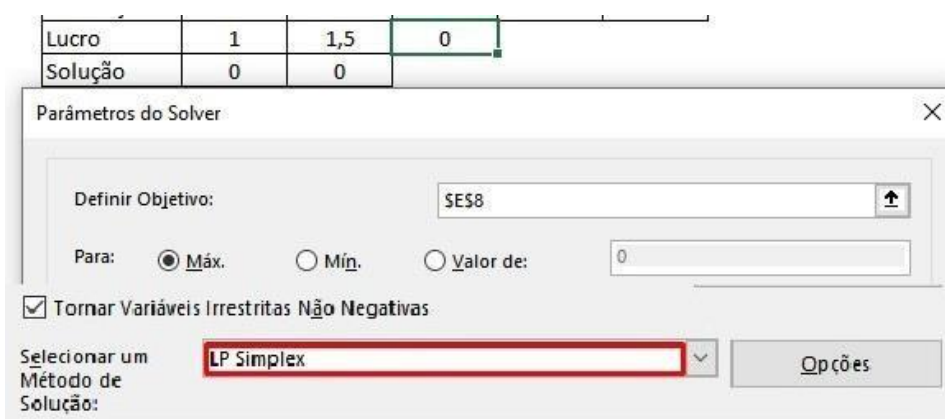 Lucro 1 1,5 0
Solução 0 0
Parâmetros do Solver
Definir Objetivo: $E$8
Para: Máx. Mín. Valor de: 0
Tornar Variáveis Irrestritas Não Negativas
Selecionar um
Método de
Solução:
LP Simplex
Opções